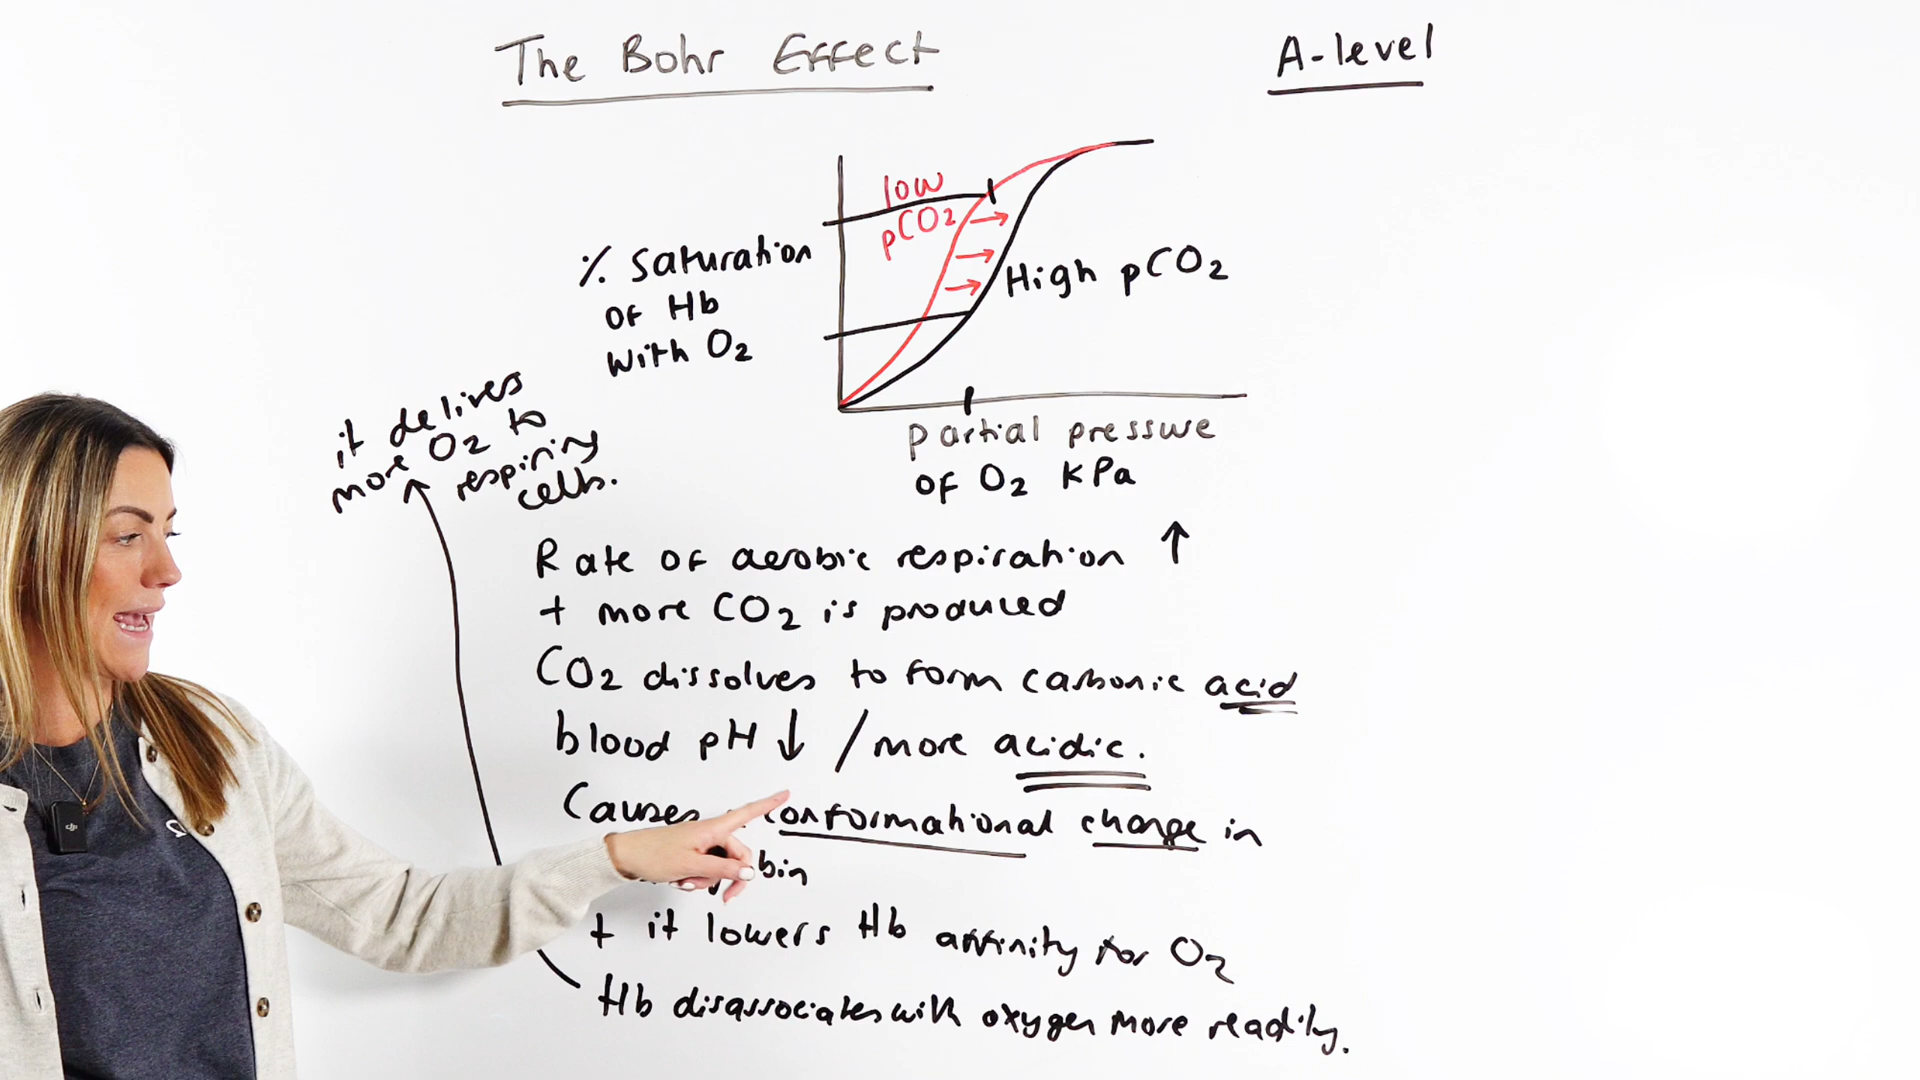 The Bohr Effect
A-level
low
pCO2
High pCO2
% saturation
of Hb
with O2
Partial pressure
of O2 kPa
it delivers
more O2 to
respiring
cells.
Rate of aerobic respiration ↑
+ more CO2 is produced
CO2 dissolves to form carbonic acid
blood pH ↓ / more acidic.
Causes conformational change in
bin
+ it lowers Hb affinity for O2
Hb disassociates with oxygen more readily.